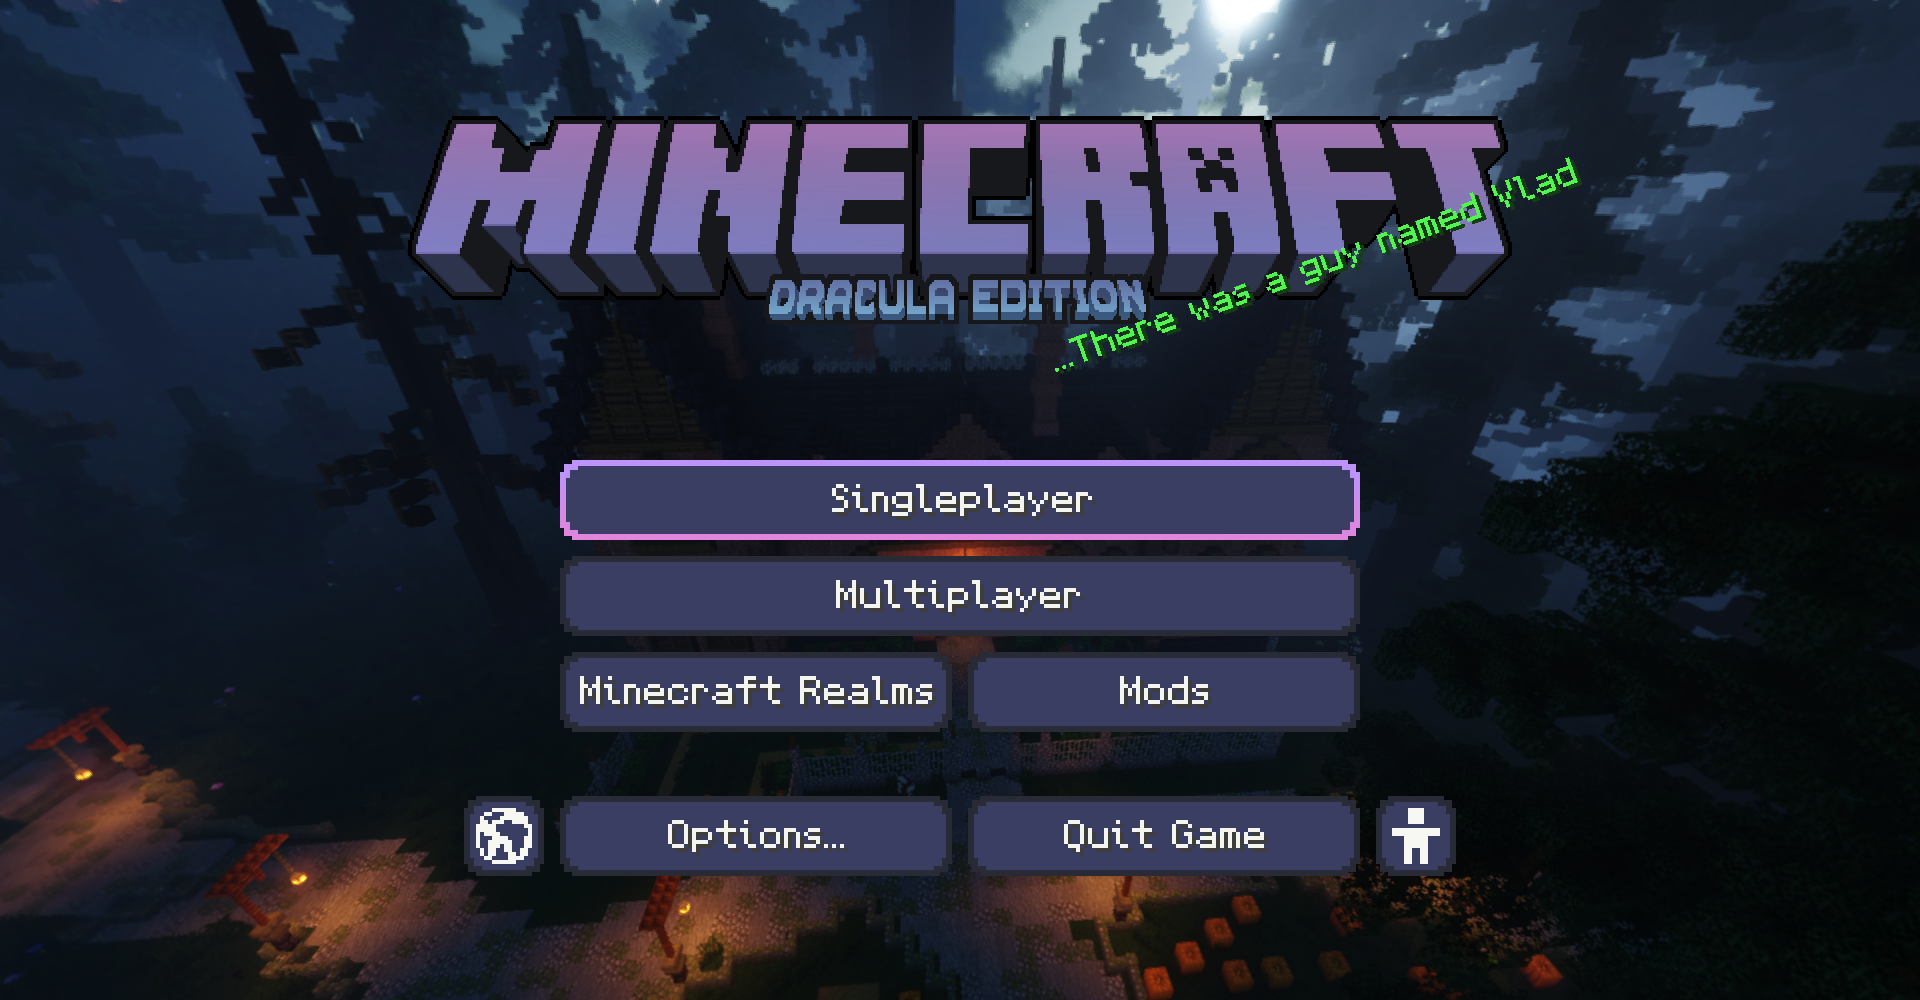 MINECRAFT
DRACULA EDITION
...There was a guy named Vlad
Singleplayer
Multiplayer
Minecraft Realms
Mods
Options...
Quit Game